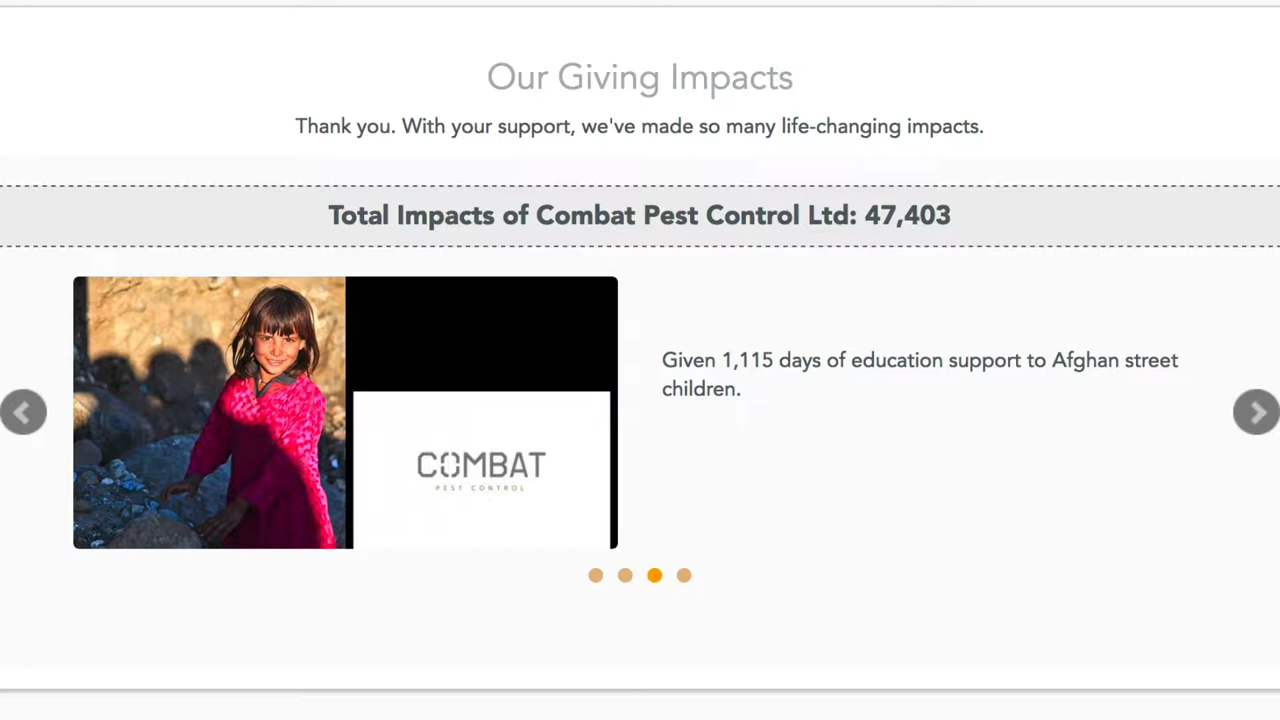 Our Giving Impacts
Thank you. With your support, we've made so many life-changing impacts.
Total Impacts of Combat Pest Control Ltd: 47,403
Given 1,115 days of education support to Afghan street
children.
COMBAT
PEST CONTROL